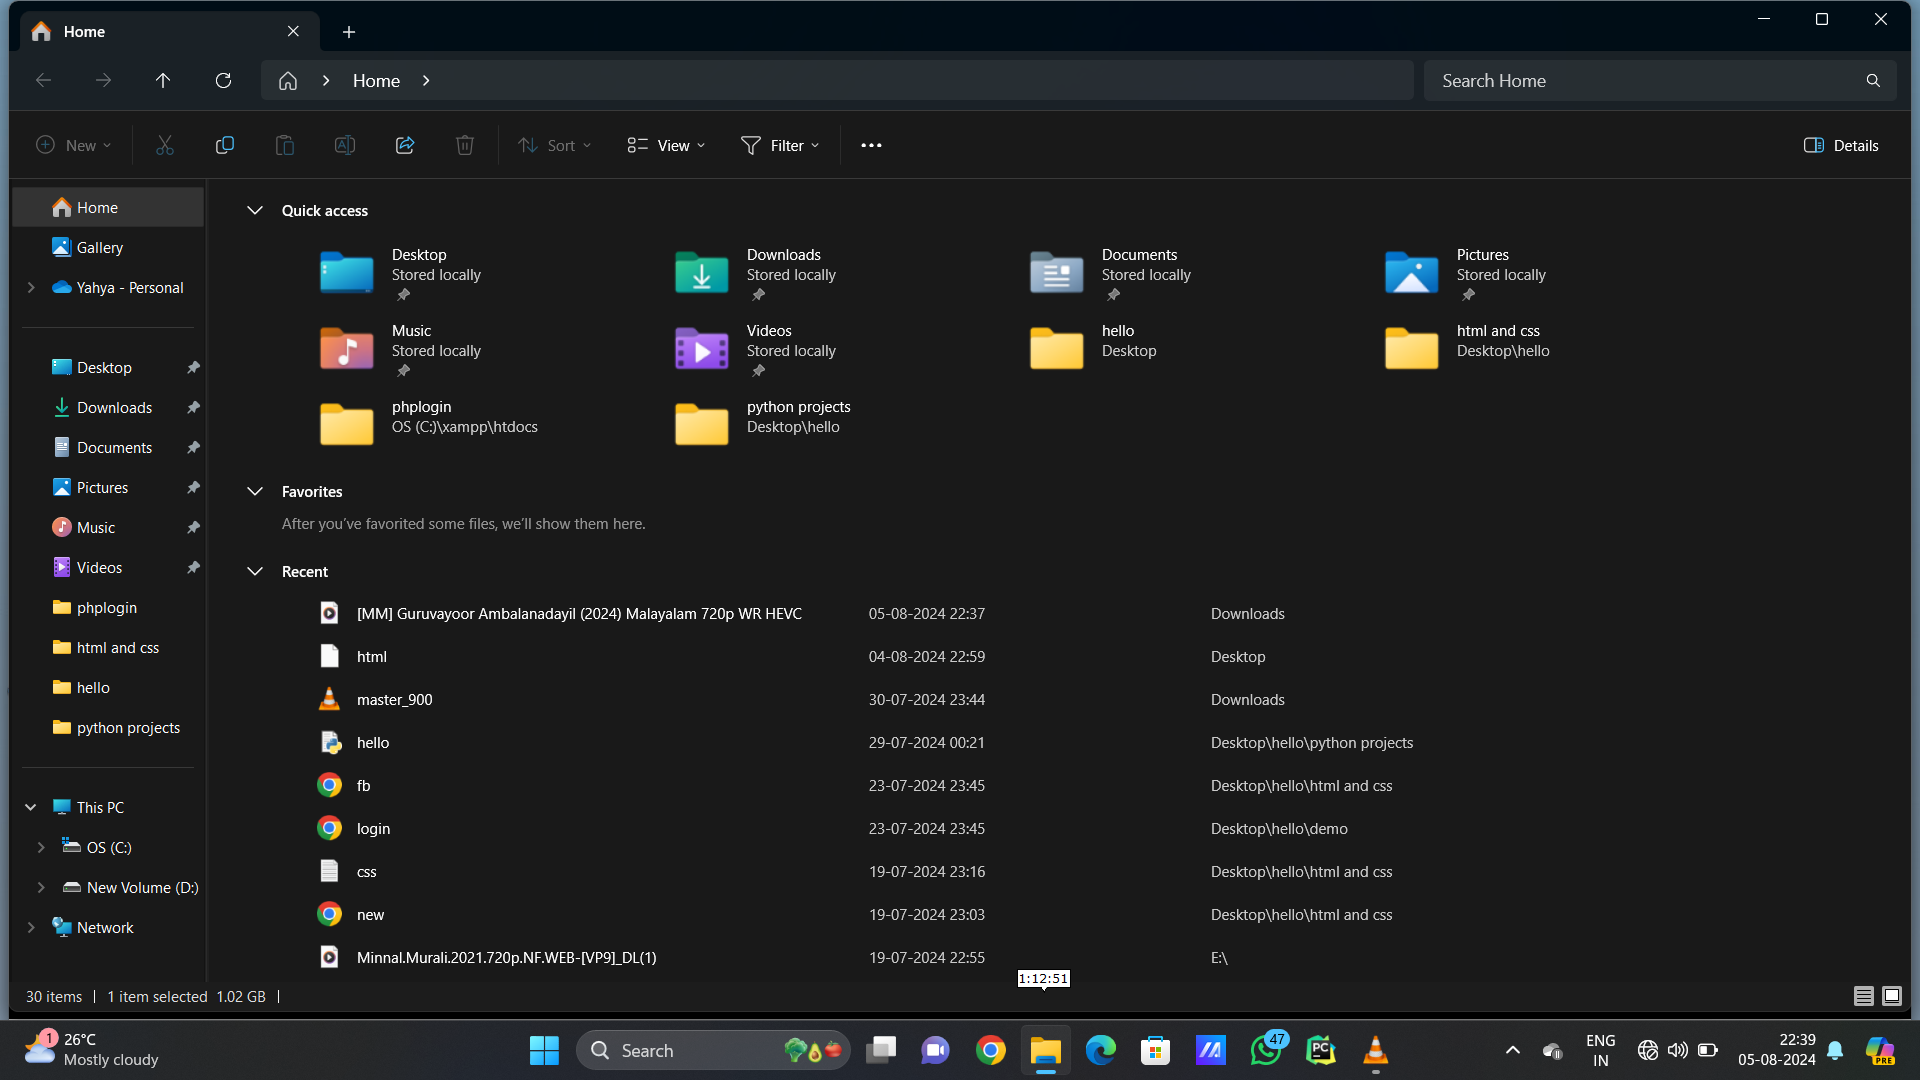 Home
Home
Search Home
New
Sort
View
Filter
Details
Home
Gallery
Yahya - Personal
Desktop
Downloads
Documents
Pictures
Music
Videos
phplogin
html and css
hello
python projects
This PC
OS (C:)
New Volume (D:)
Network
Quick access
Desktop
Stored locally
Downloads
Stored locally
Documents
Stored locally
Pictures
Stored locally
Music
Stored locally
Videos
Stored locally
hello
Desktop
html and css
Desktop\hello
phplogin
OS (C:)\xampp\htdocs
python projects
Desktop\hello
Favorites
After you've favorited some files, we'll show them here.
Recent
[MM] Guruvayoor Ambalanadayil (2024) Malayalam 720p WR HEVC 05-08-2024 22:37 Downloads
html 04-08-2024 22:59 Desktop
master_900 30-07-2024 23:44 Downloads
hello 29-07-2024 00:21 Desktop\hello\python projects
fb 23-07-2024 23:45 Desktop\hello\html and css
login 23-07-2024 23:45 Desktop\hello\demo
css 19-07-2024 23:16 Desktop\hello\html and css
new 19-07-2024 23:03 Desktop\hello\html and css
Minnal.Murali.2021.720p.NF.WEB-[VP9]_DL(1) 19-07-2024 22:55 E:\
1:12:51
30 items | 1 item selected 1.02 GB |
1
26°C
Mostly cloudy
Search
47
PC
ENG
IN
22:39
05-08-2024
PRE